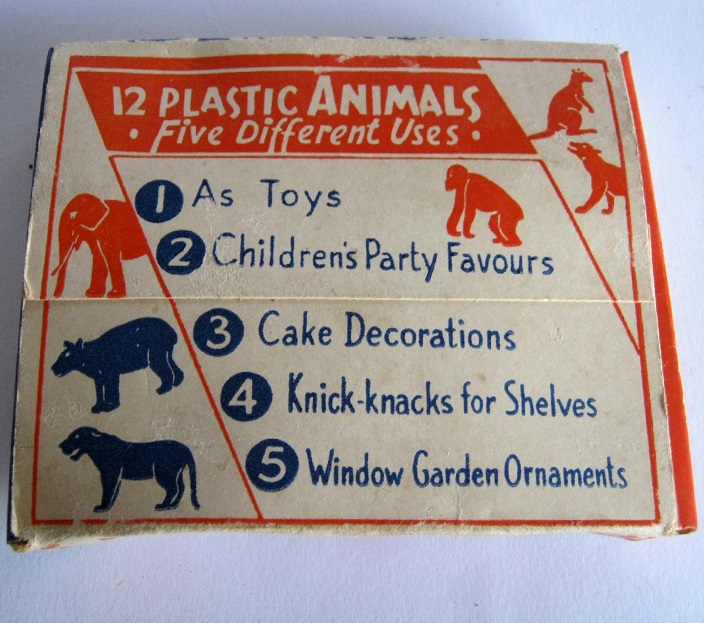 12 PLASTIC ANIMALS
• Five Different Uses •
1 As Toys
2 Children's Party Favours
3 Cake Decorations
4 Knick-knacks for Shelves
5 Window Garden Ornaments